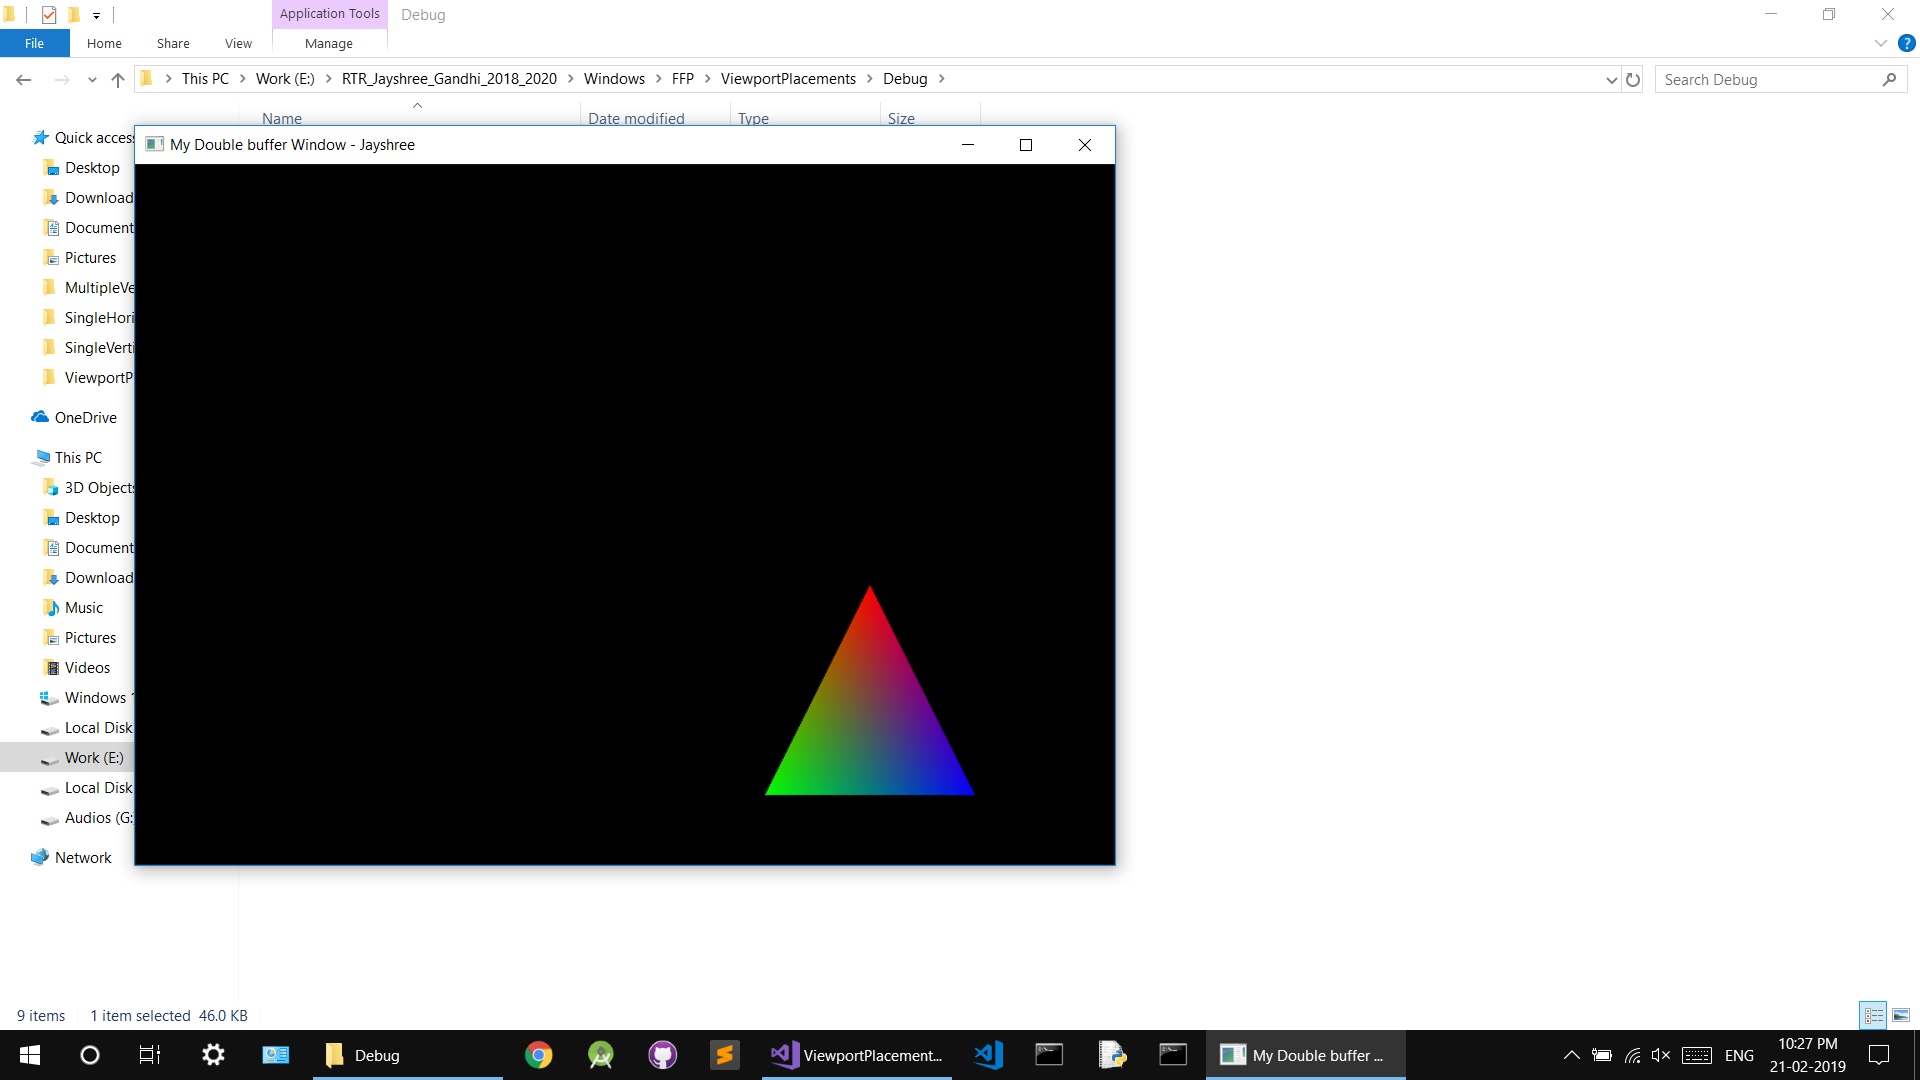 Application Tools Debug
File Home Share View Manage
This PC Work (E:) RTR_Jayshree_Gandhi_2018_2020 Windows FFP ViewportPlacements Debug Search Debug
Name Date modified Type Size
Quick access
Desktop
Download
Document
Pictures
MultipleVe
SingleHori
SingleVerti
ViewportP
OneDrive
This PC
3D Objects
Desktop
Document
Download
Music
Pictures
Videos
Windows 1
Local Disk
Work (E:)
Local Disk
Audios (G:
Network
My Double buffer Window - Jayshree
9 items 1 item selected 46.0 KB
Debug ViewportPlacement... My Double buffer ... ENG 10:27 PM
21-02-2019